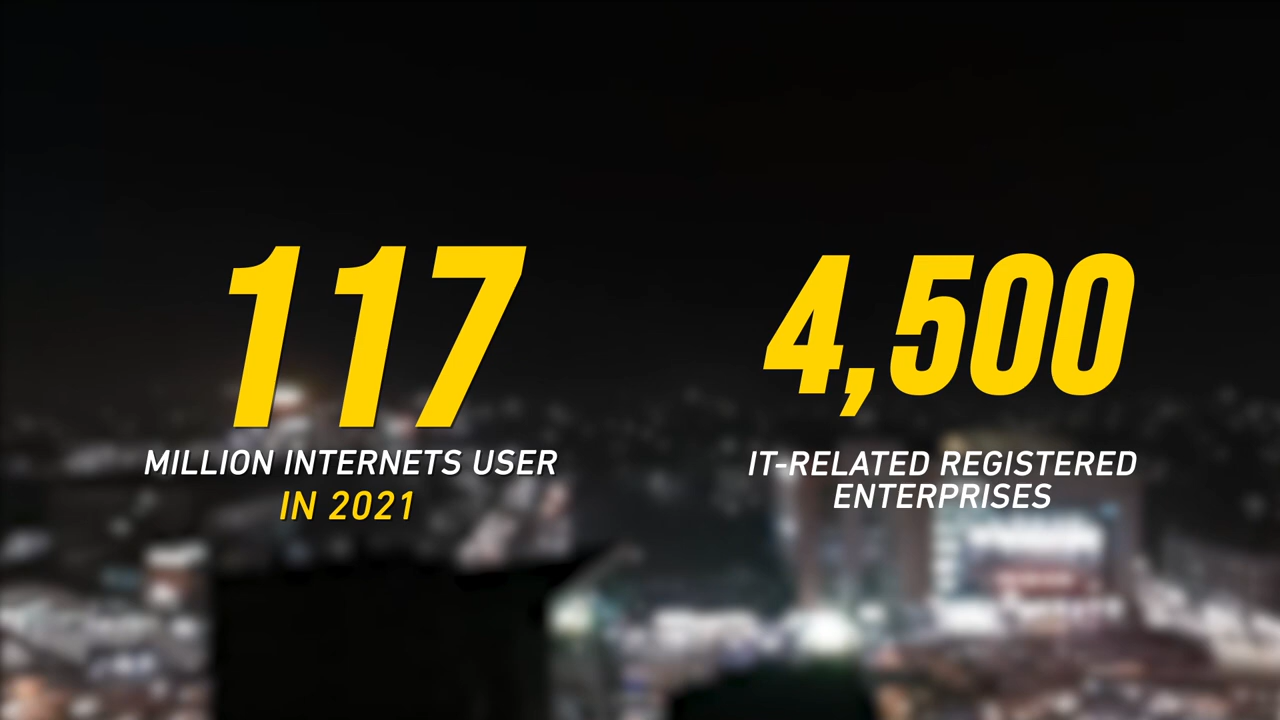 117
MILLION INTERNETS USER
IN 2021
4,500
IT-RELATED REGISTERED
ENTERPRISES